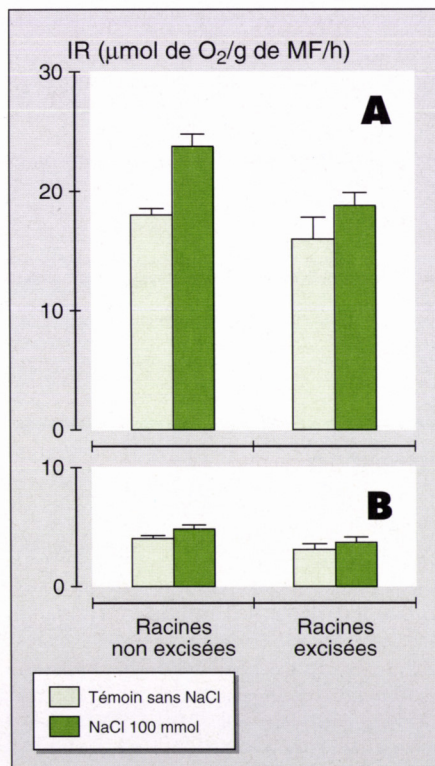 IR (μmol de O₂/g de MF/h)
30
A
20
10
0
10
B
0
Racines non excisées
Racines excisées
Témoin sans NaCl
NaCl 100 mmol